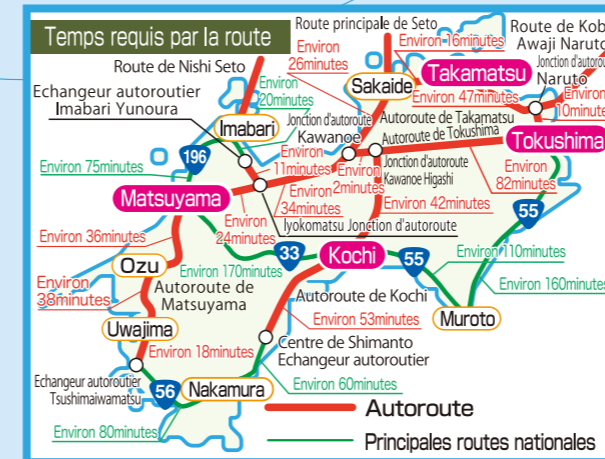 Temps requis par la route
Route principale de Seto
Route de Nishi Seto
Environ
26minutes
Environ 16minutes
Route de
Awaji Naruto
Jonction
Naruto
Takamatsu
Sakaide
Environ 47minutes
Environ
10minutes
Echangeur autoroutier
Imabari Yunoura
Environ
20minutes
Jonction d'autoroute
Kawanoe
Autoroute de Takamatsu
Autoroute de Tokushima
Tokushima
Imabari
Environ 75minutes
196
Environ
11minutes
Environ
2minutes
Jonction d'autoroute
Kawanoe Higashi
Environ
82minutes
Matsuyama
Environ
34minutes
Environ 42minutes
Iyokomatsu Jonction d'autoroute
Environ
24minutes
55
Environ 36minutes
33
Kochi
55
Environ 110minutes
Ozu
Environ 170minutes
Environ 160minutes
Environ
38minutes
Autoroute de
Matsuyama
Autoroute de Kochi
Muroto
Uwajima
Environ 53minutes
Environ 18minutes
Centre de Shimanto
Echangeur autoroutier
Echangeur autoroutier
Tsushimaiwamatsu
56
Nakamura
Environ 60minutes
Environ 80minutes
Autoroute
Principales routes nationales